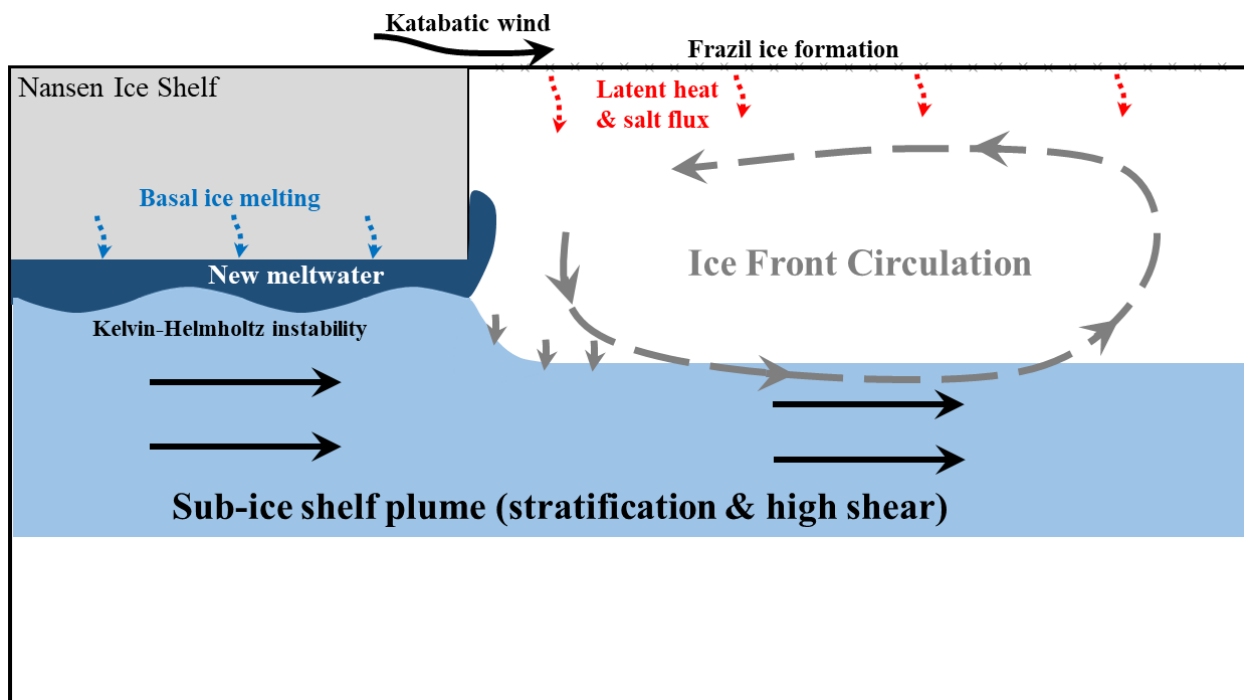 Katabatic wind
Frazil ice formation
Nansen Ice Shelf
Latent heat
& salt flux
Basal ice melting
New meltwater
Ice Front Circulation
Kelvin-Helmholtz instability
Sub-ice shelf plume (stratification & high shear)